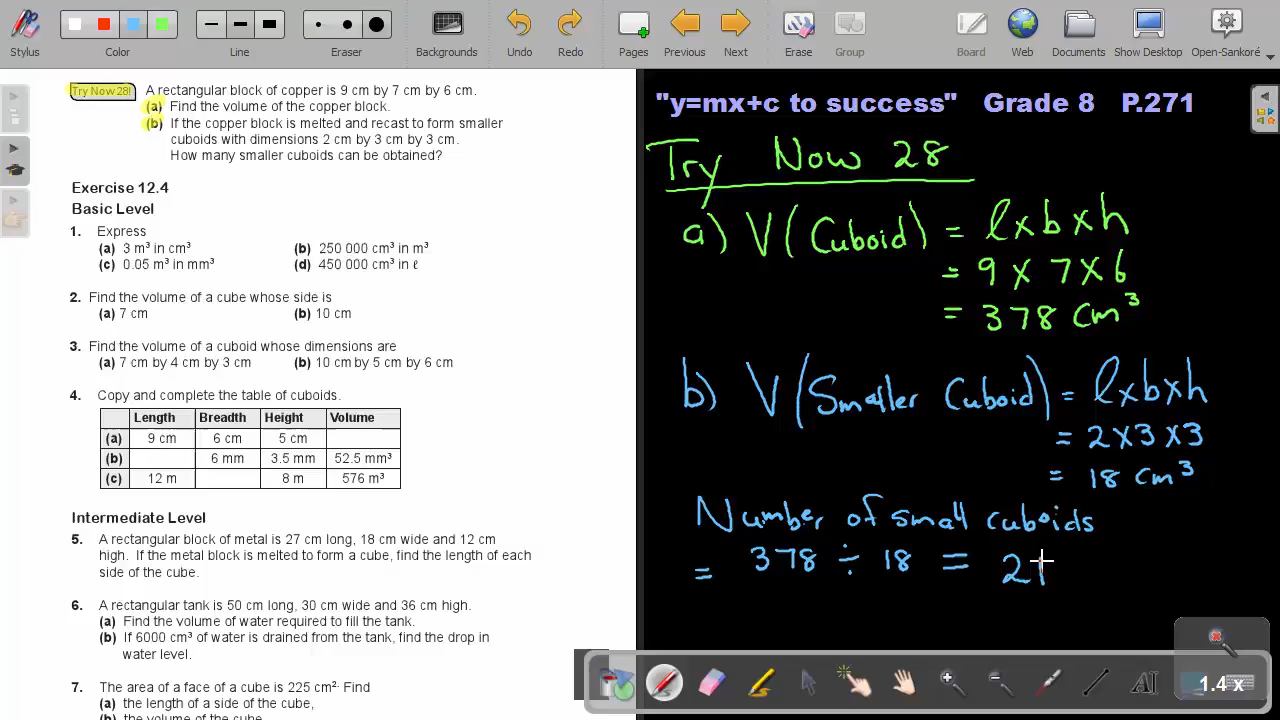 Stylus
Color
Line
Eraser
Backgrounds
Undo
Redo
Pages
Previous
Next
Erase
Group
Board
Web
Documents
Show Desktop
Open-Sankoré
Try Now 28! A rectangular block of copper is 9 cm by 7 cm by 6 cm.
(a) Find the volume of the copper block.
(b) If the copper block is melted and recast to form smaller
cuboids with dimensions 2 cm by 3 cm by 3 cm.
How many smaller cuboids can be obtained?
Exercise 12.4
Basic Level
1. Express
(a) 3 m³ in cm³ (b) 250 000 cm³ in m³
(c) 0.05 m³ in mm³ (d) 450 000 cm³ in ℓ
2. Find the volume of a cube whose side is
(a) 7 cm (b) 10 cm
3. Find the volume of a cuboid whose dimensions are
(a) 7 cm by 4 cm by 3 cm (b) 10 cm by 5 cm by 6 cm
4. Copy and complete the table of cuboids.
Length Breadth Height Volume
(a) 9 cm 6 cm 5 cm
(b) 6 mm 3.5 mm 52.5 mm³
(c) 12 m 8 m 576 m³
Intermediate Level
5. A rectangular block of metal is 27 cm long, 18 cm wide and 12 cm
high. If the metal block is melted to form a cube, find the length of each
side of the cube.
6. A rectangular tank is 50 cm long, 30 cm wide and 36 cm high.
(a) Find the volume of water required to fill the tank.
(b) If 6000 cm³ of water is drained from the tank, find the drop in
water level.
7. The area of a face of a cube is 225 cm². Find
(a) the length of a side of the cube,
(b) the volume of the cube
"y=mx+c to success" Grade 8 P.271
Try Now 28
a) V(Cuboid) = l×b×h
= 9 × 7 × 6
= 378 cm³
b) V(Smaller Cuboid) = l×b×h
= 2×3×3
= 18 cm³
Number of small cuboids
= 378 ÷ 18 = 21
1.4 x